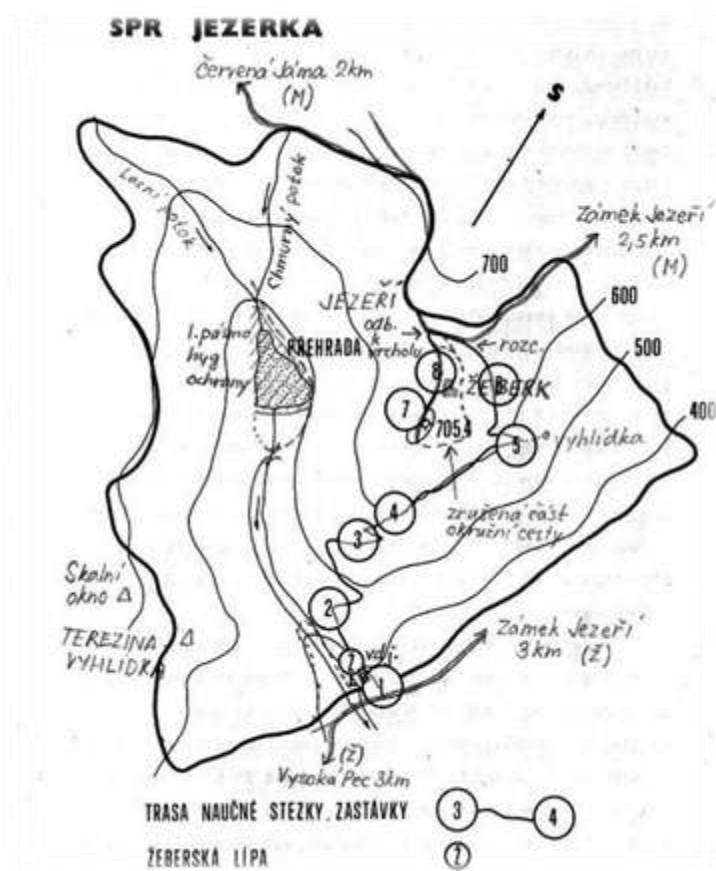 SPR JEZERKA
Červená Jáma 2km
(M)
S
Lesní potok
Chmurný potok
Zámek Jezeří
2,5km
(M)
700
600
500
400
JEZEŘÍ
odb.
k
vrcholu
rozc.
I. pásmo
hyg
ochrany
PŘEHRADA
8
6
ŽEBERK
7
705,4
5
vyhlídka
4
3
zrušená část
okružní cesty
2
Skalní
okno
TEREZINA
VYHLÍDKA
vdj.
Ž
1
Zámek Jezeří
3km (Ž)
(Ž)
Vysoká Pec 3km
TRASA NAUČNÉ STEZKY, ZASTÁVKY 3 4
ŽEBERSKÁ LÍPA Ž